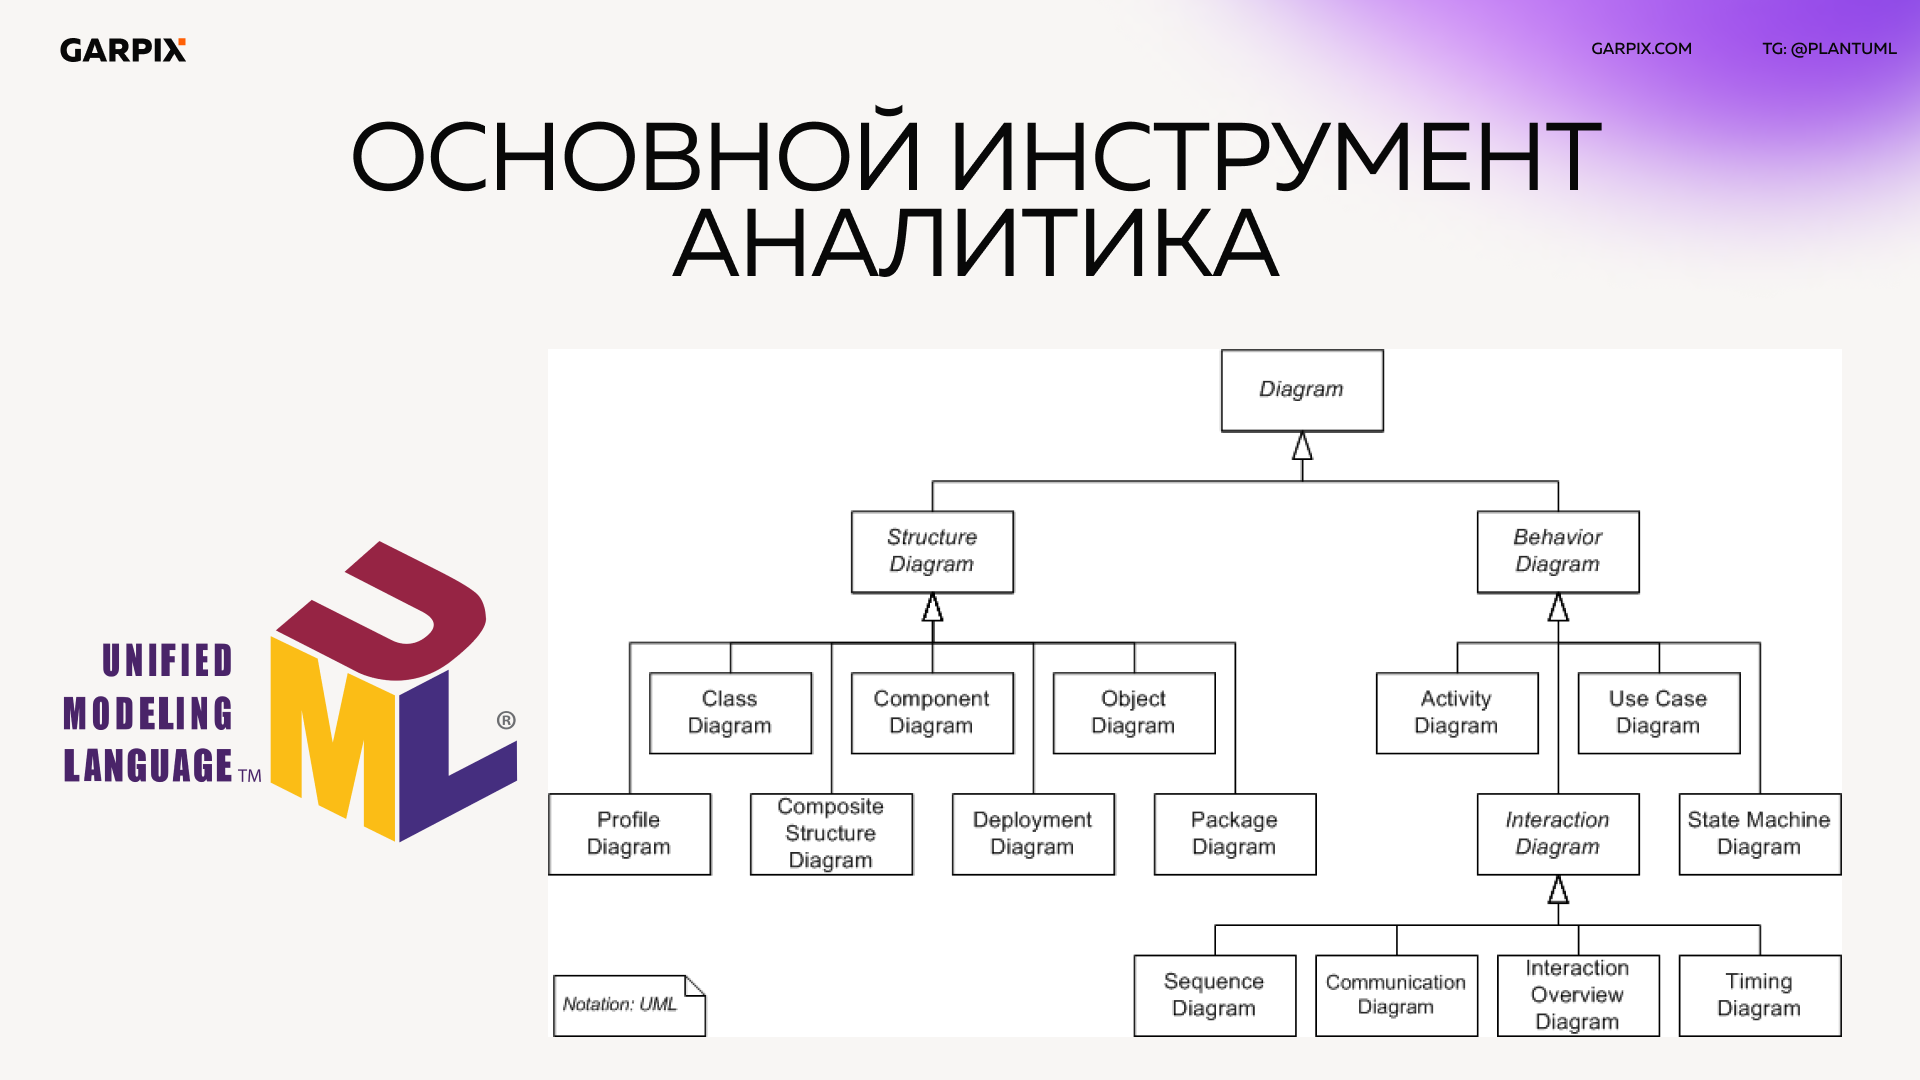 GARPIX
GARPIX.COM
TG: @PLANTUML
ОСНОВНОЙ ИНСТРУМЕНТ
АНАЛИТИКА
UNIFIED
MODELING
LANGUAGE TM
UML
®
Diagram
Structure
Diagram
Behavior
Diagram
Class
Diagram
Component
Diagram
Object
Diagram
Activity
Diagram
Use Case
Diagram
Profile
Diagram
Composite
Structure
Diagram
Deployment
Diagram
Package
Diagram
Interaction
Diagram
State Machine
Diagram
Notation: UML
Sequence
Diagram
Communication
Diagram
Interaction
Overview
Diagram
Timing
Diagram